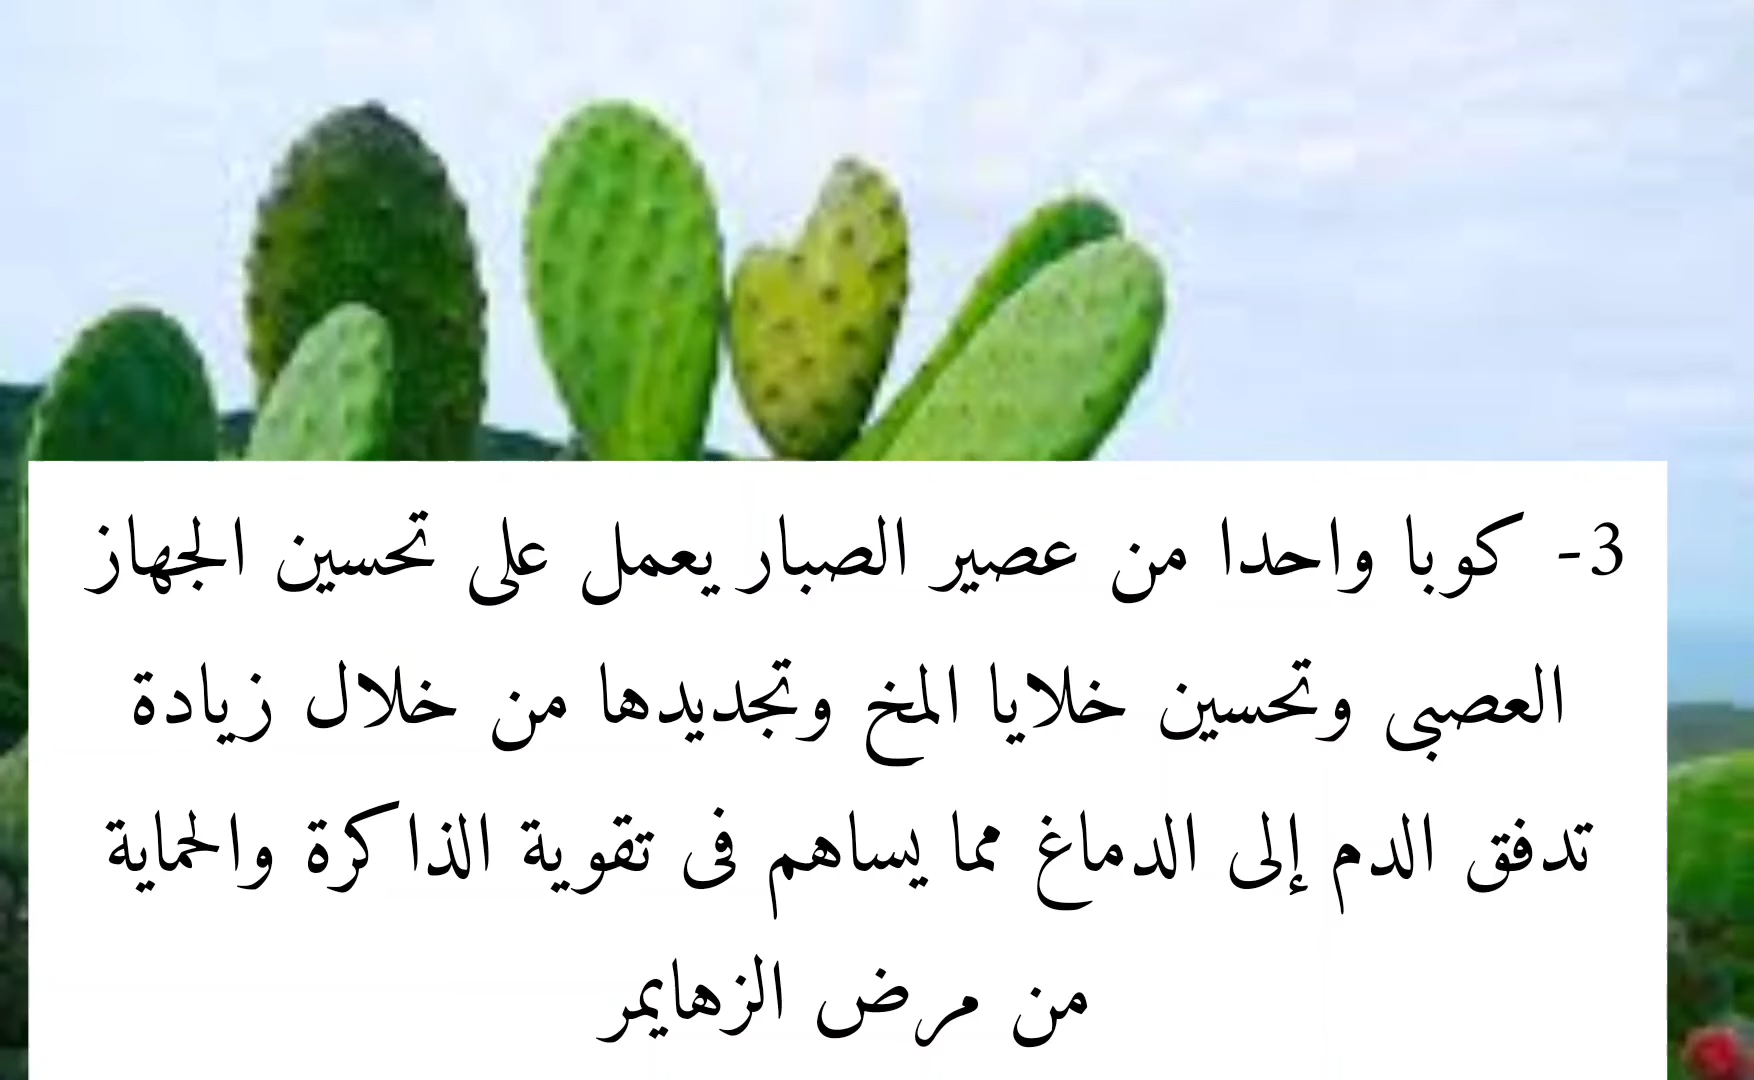 3- كوبا واحدا من عصير الصبار يعمل على تحسين الجهاز
العصبى وتحسين خلايا المخ وتجديدها من خلال زيادة
تدفق الدم إلى الدماغ مما يساهم فى تقوية الذاكرة والحماية
من مرض الزهايمر